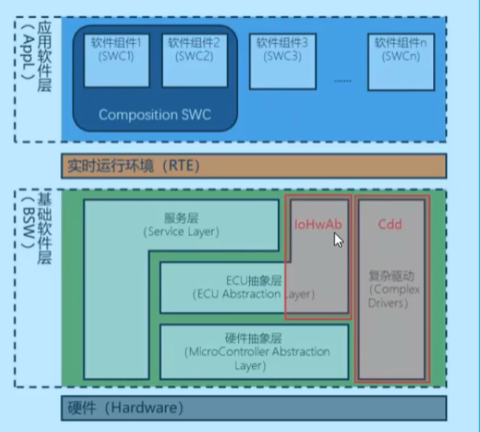 应用软件层
（AppL）
软件组件1
(SWC1)
软件组件2
(SWC2)
软件组件3
(SWC3)
......
软件组件n
(SWCn)
Composition SWC
实时运行环境（RTE）
基础软件层
（BSW）
服务层
(Service Layer)
IoHwAb
Cdd
ECU抽象层
(ECU Abstraction Layer)
复杂驱动
(Complex
Drivers)
硬件抽象层
(MicroController Abstraction
Layer)
硬件（Hardware）